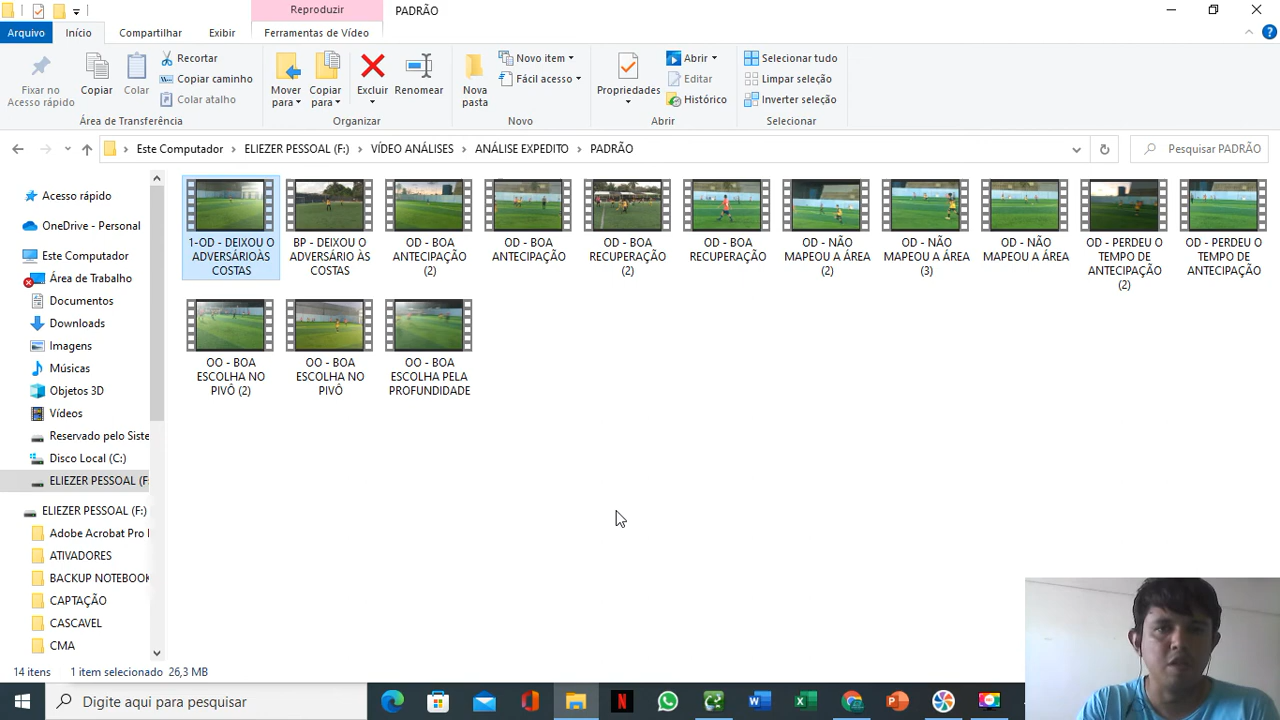 Reproduzir
PADRÃO
Arquivo
Início
Compartilhar
Exibir
Ferramentas de Vídeo
Fixar no
Acesso rápido
Copiar
Colar
Recortar
Copiar caminho
Colar atalho
Área de Transferência
Mover
para
Copiar
para
Excluir
Renomear
Organizar
Nova
pasta
Novo item
Fácil acesso
Novo
Propriedades
Abrir
Editar
Histórico
Abrir
Selecionar tudo
Limpar seleção
Inverter seleção
Selecionar
Este Computador
ELIEZER PESSOAL (F:)
VÍDEO ANÁLISES
ANÁLISE EXPEDITO
PADRÃO
Pesquisar PADRÃO
Acesso rápido
OneDrive - Personal
Este Computador
Área de Trabalho
Documentos
Downloads
Imagens
Músicas
Objetos 3D
Vídeos
Reservado pelo Siste
Disco Local (C:)
ELIEZER PESSOAL (F
ELIEZER PESSOAL (F:)
Adobe Acrobat Pro
ATIVADORES
BACKUP NOTEBOOK
CAPTAÇÃO
CASCAVEL
CMA
1-OD - DEIXOU O
ADVERSÁRIOÀS
COSTAS
BP - DEIXOU O
ADVERSÁRIO ÀS
COSTAS
OD - BOA
ANTECIPAÇÃO
(2)
OD - BOA
ANTECIPAÇÃO
OD - BOA
RECUPERAÇÃO
(2)
OD - BOA
RECUPERAÇÃO
OD - NÃO
MAPEOU A ÁREA
(2)
OD - NÃO
MAPEOU A ÁREA
(3)
OD - NÃO
MAPEOU A ÁREA
OD - PERDEU O
TEMPO DE
ANTECIPAÇÃO
(2)
OD - PERDEU O
TEMPO DE
ANTECIPAÇÃO
OO - BOA
ESCOLHA NO
PIVÔ (2)
OO - BOA
ESCOLHA NO
PIVÔ
OO - BOA
ESCOLHA PELA
PROFUNDIDADE
14 itens
1 item selecionado 26,3 MB
Digite aqui para pesquisar